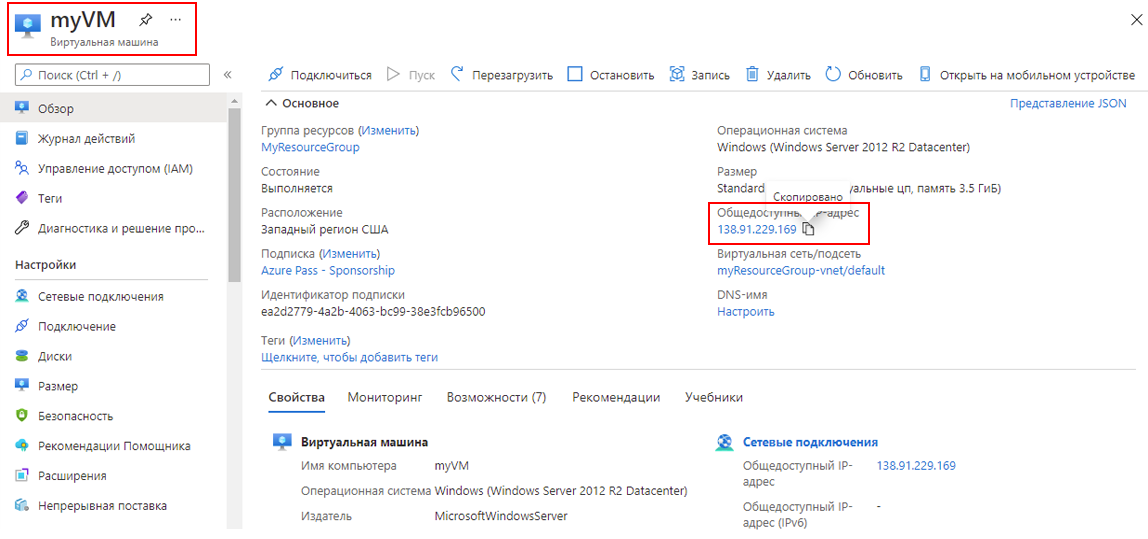 myVM
Виртуальная машина
Поиск (Ctrl + /)
Обзор
Журнал действий
Управление доступом (IAM)
Теги
Диагностика и решение про...
Настройки
Сетевые подключения
Подключение
Диски
Размер
Безопасность
Рекомендации Помощника
Расширения
Непрерывная поставка
Подключиться Пуск Перезагрузить Остановить Запись Удалить Обновить Открыть на мобильном устройстве
Основное
Представление JSON
Группа ресурсов (Изменить)
MyResourceGroup
Состояние
Выполняется
Расположение
Западный регион США
Подписка (Изменить)
Azure Pass - Sponsorship
Идентификатор подписки
ea2d2779-4a2b-4063-bc99-38e3fcb96500
Теги (Изменить)
Щелкните, чтобы добавить теги
Операционная система
Windows (Windows Server 2012 R2 Datacenter)
Размер
Standard цп, память 3.5 ГиБ)
Скопировано
Общедоступный IP-адрес
138.91.229.169
Виртуальная сеть/подсеть
myResourceGroup-vnet/default
DNS-имя
Настроить
Свойства Мониторинг Возможности (7) Рекомендации Учебники
Виртуальная машина
Имя компьютера myVM
Операционная система Windows (Windows Server 2012 R2 Datacenter)
Издатель MicrosoftWindowsServer
Сетевые подключения
Общедоступный IP- 138.91.229.169
адрес
Общедоступный IP- -
адрес (IPv6)